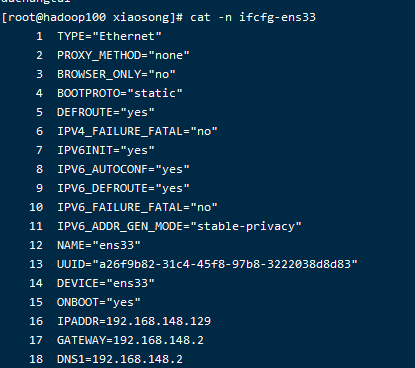 [root@hadoop100 xiaosong]# cat -n ifcfg-ens33
1 TYPE="Ethernet"
2 PROXY_METHOD="none"
3 BROWSER_ONLY="no"
4 BOOTPROTO="static"
5 DEFROUTE="yes"
6 IPV4_FAILURE_FATAL="no"
7 IPV6INIT="yes"
8 IPV6_AUTOCONF="yes"
9 IPV6_DEFROUTE="yes"
10 IPV6_FAILURE_FATAL="no"
11 IPV6_ADDR_GEN_MODE="stable-privacy"
12 NAME="ens33"
13 UUID="a26f9b82-31c4-45f8-97b8-3222038d8d83"
14 DEVICE="ens33"
15 ONBOOT="yes"
16 IPADDR=192.168.148.129
17 GATEWAY=192.168.148.2
18 DNS1=192.168.148.2